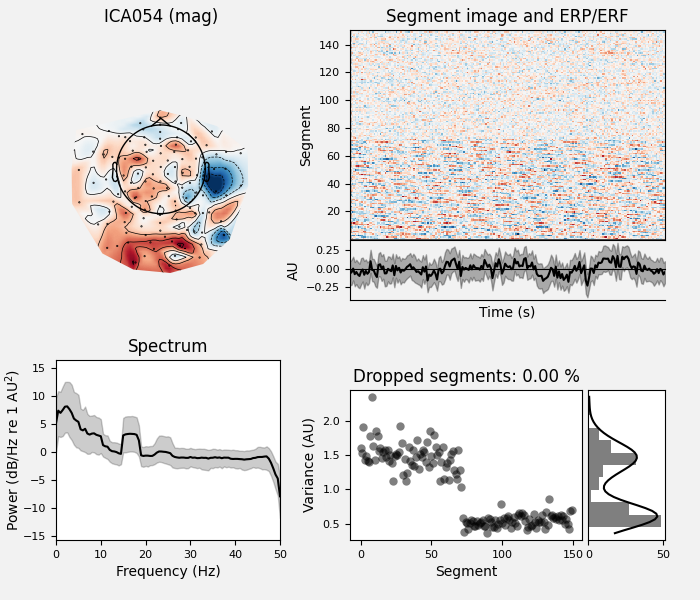 ICA054 (mag)
Segment image and ERP/ERF
Segment
140
120
100
80
60
40
20
AU
0.25
0.00
−0.25
Time (s)
Spectrum
Power (dB/Hz re 1 AU²)
15
10
5
0
−5
−10
−15
0 10 20 30 40 50
Frequency (Hz)
Dropped segments: 0.00 %
Variance (AU)
2.0
1.5
1.0
0.5
0 50 100 150
Segment
0 50